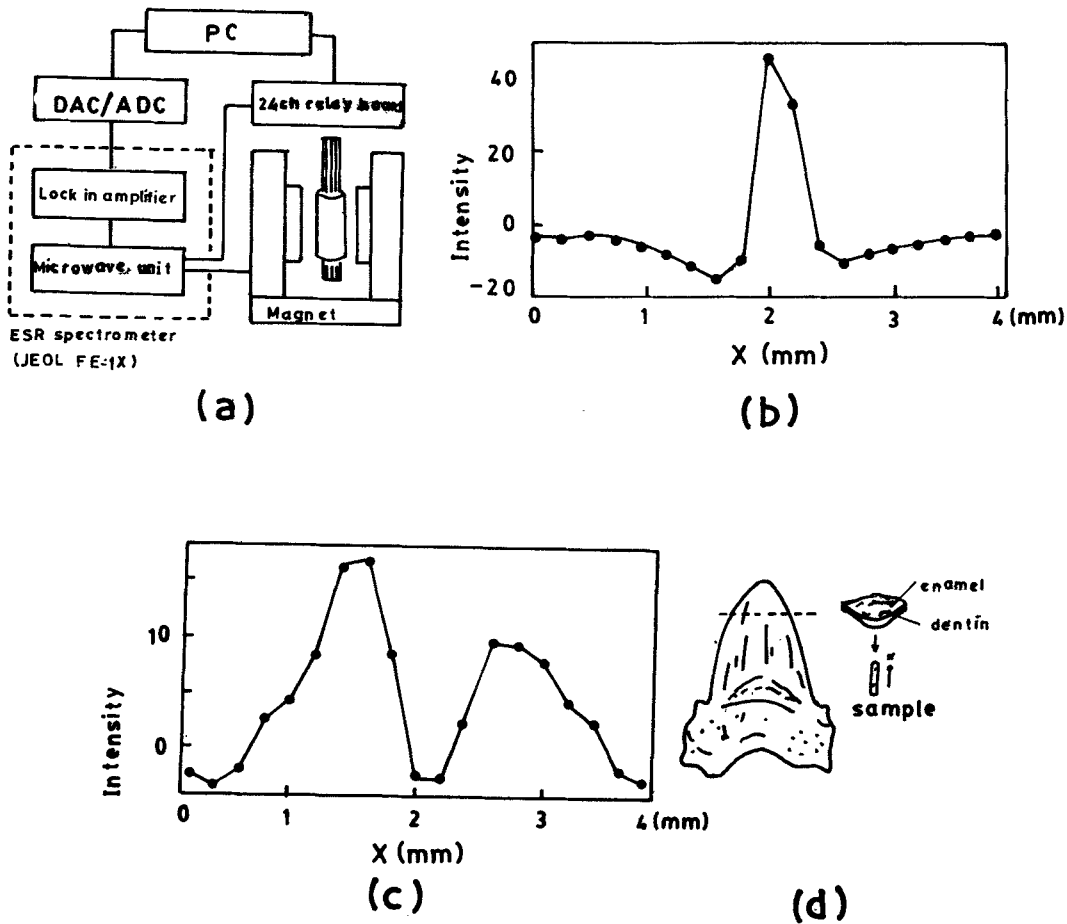 PC
DAC/ADC
24ch relay board
Lock in amplifier
Microwave unit
Magnet
ESR spectrometer
(JEOL FE-1X)
(a)
40
20
0
-20
Intensity
0 1 2 3 4 (mm)
X (mm)
(b)
10
0
Intensity
0 1 2 3 4 (mm)
X (mm)
(c)
enamel
dentin
sample
(d)